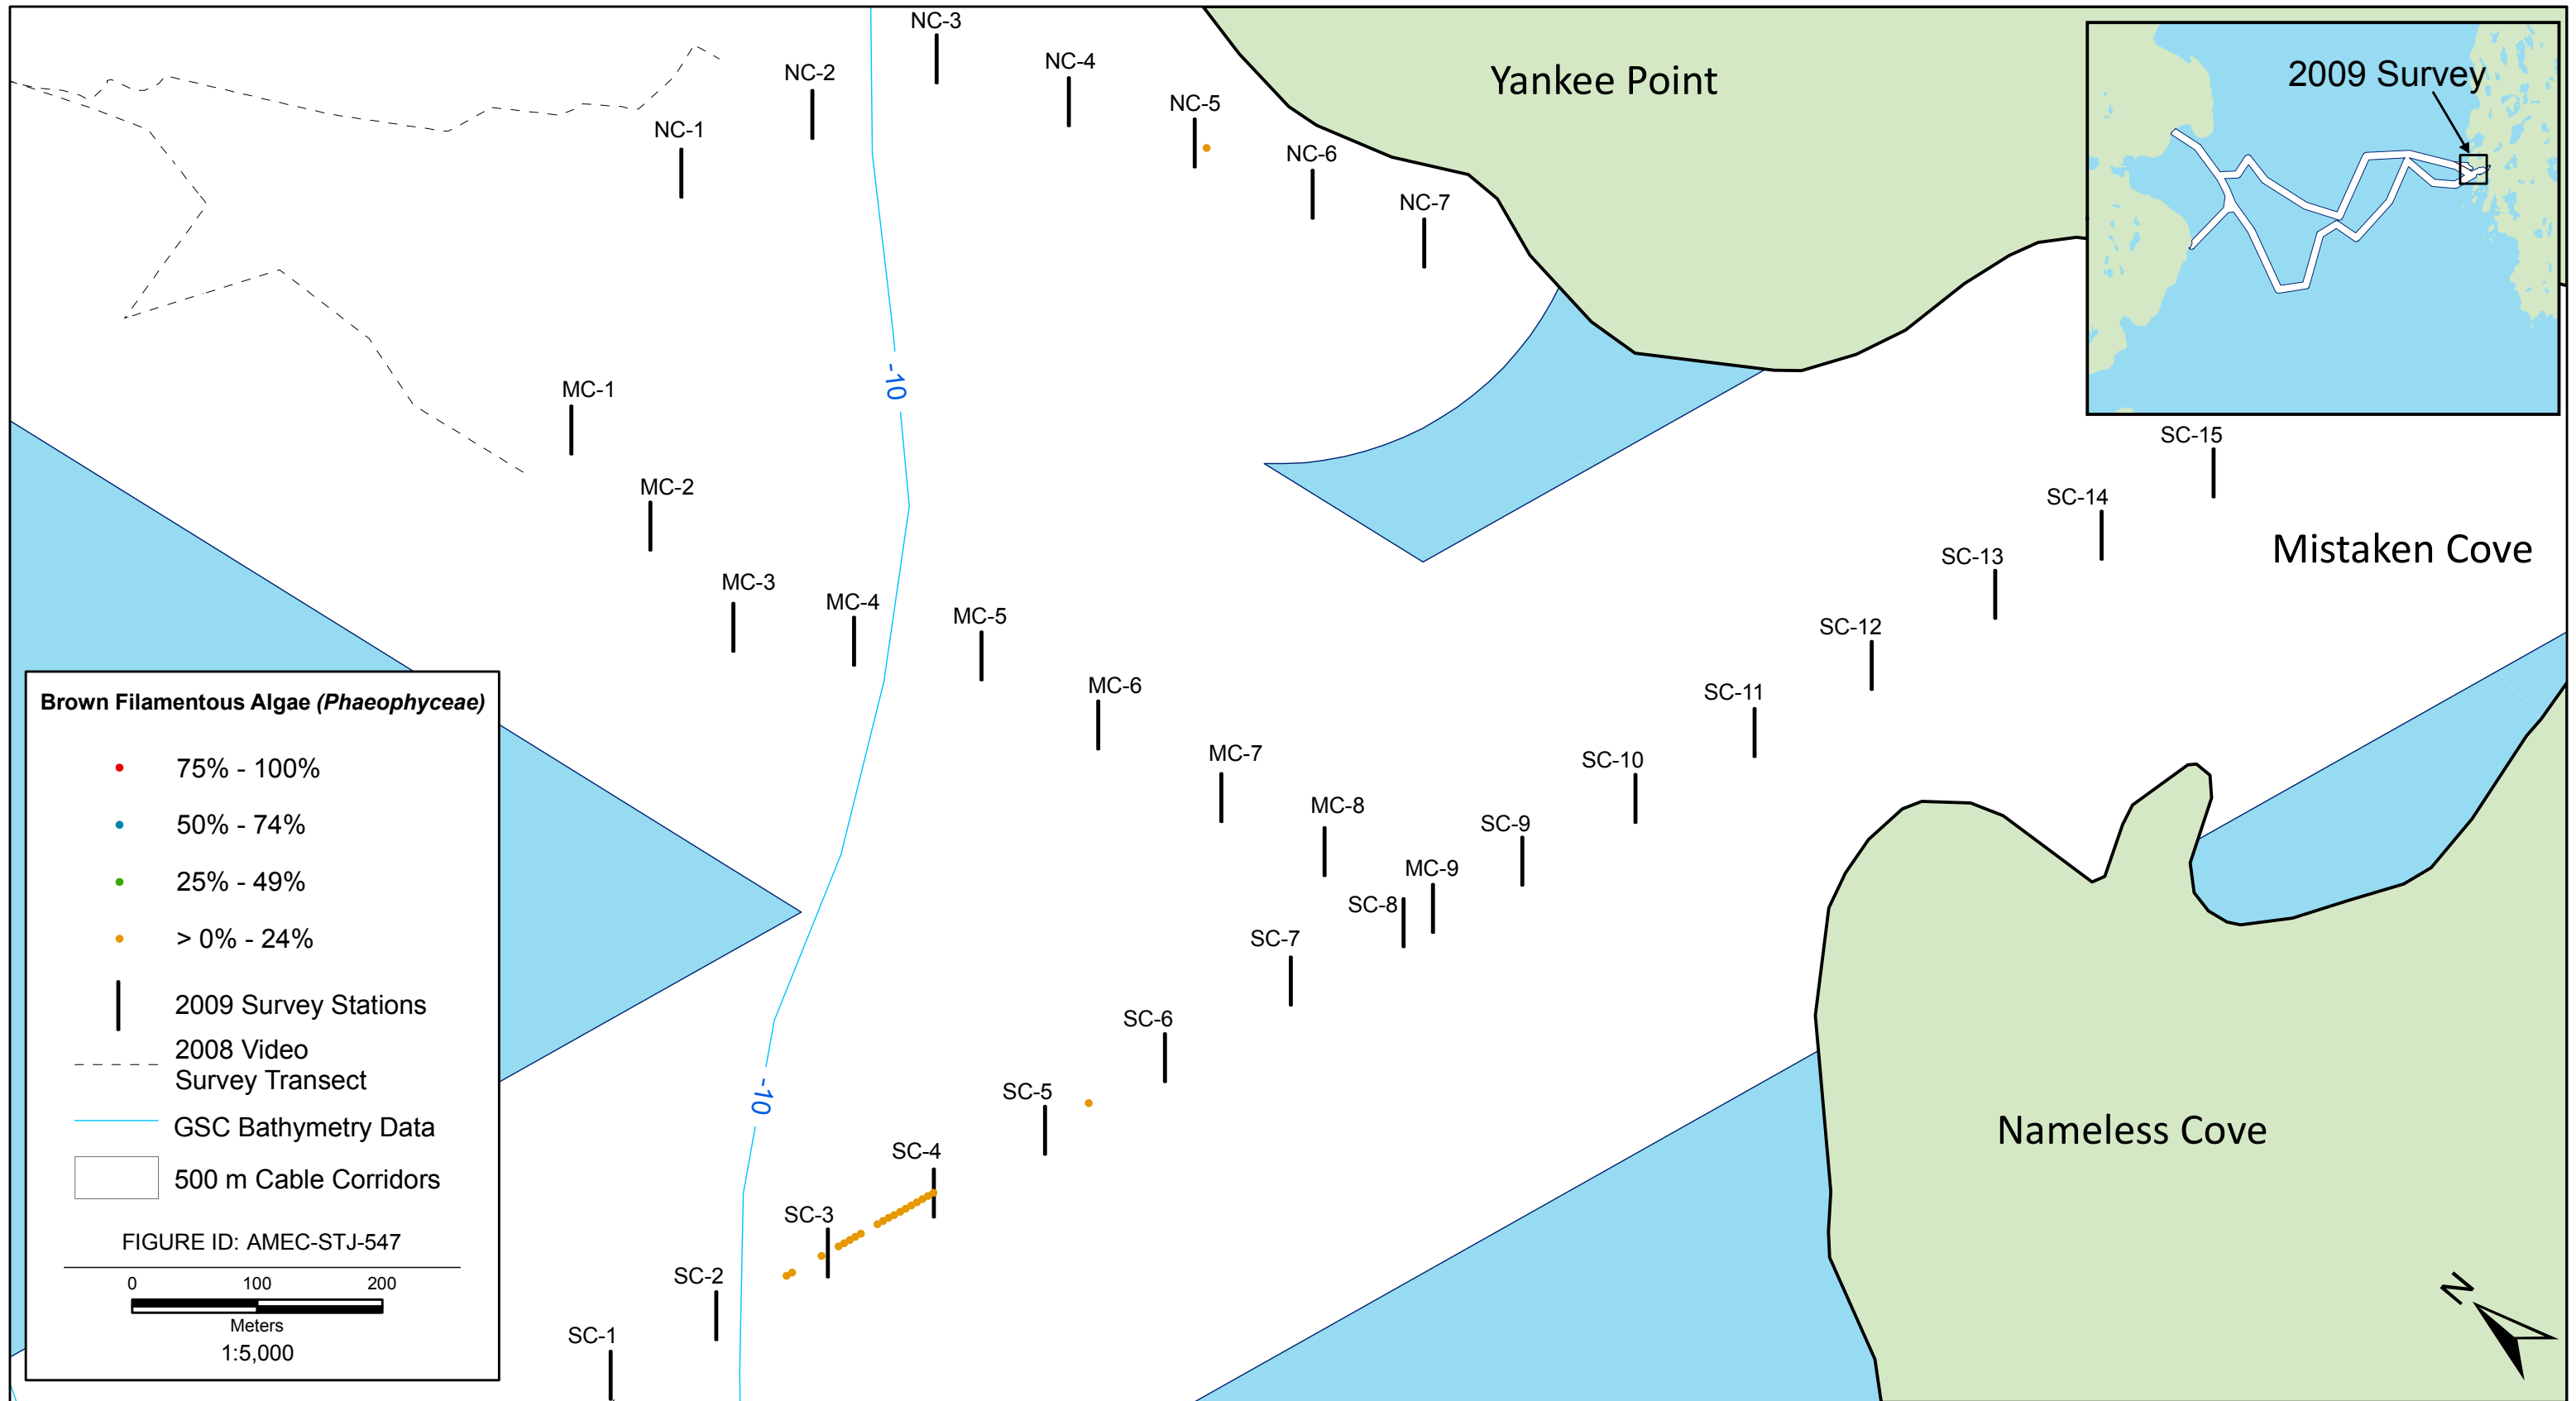 NC-3
NC-4
NC-2
NC-5
NC-1
NC-6
NC-7
Yankee Point
2009 Survey
-10
MC-1
MC-2
MC-3
MC-4
MC-5
MC-6
MC-7
MC-8
MC-9
SC-15
SC-14
SC-13
SC-12
SC-11
SC-10
SC-9
SC-8
SC-7
SC-6
SC-5
SC-4
SC-3
SC-2
SC-1
Mistaken Cove
Nameless Cove
-10
N
Brown Filamentous Algae (Phaeophyceae)
75% - 100%
50% - 74%
25% - 49%
> 0% - 24%
2009 Survey Stations
2008 Video
Survey Transect
GSC Bathymetry Data
500 m Cable Corridors
FIGURE ID: AMEC-STJ-547
0 100 200
Meters
1:5,000